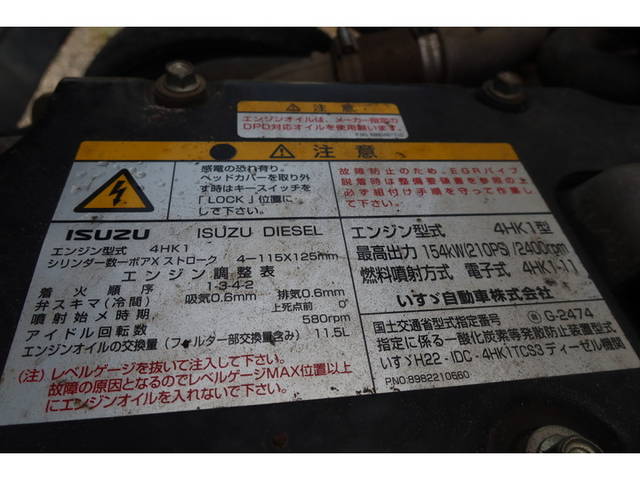 注意
エンジンオイルは、メーカー指定の
DPD対応オイルを使用願います。
注意
感電の恐れ有り。
ヘッドカバーを取り外
す時はキースイッチを
「LOCK」位置に
して下さい。
故障防止のため、EGRパイプ
脱着時は整備要領書を参照の上
必ず組付け手順を守って作業し
て下さい。
ISUZU ISUZU DIESEL
エンジン型式 4HK1
シリンダー数-ボアXストローク 4-115X125mm
エンジン調整表
着火順序 1-3-4-2
弁スキマ(冷間) 吸気0.6mm 排気0.6mm
噴射始メ時期 上死点前 0°
アイドル回転数 580rpm
エンジンオイルの交換量(フィルター部交換量含み) 11.5L
(注)レベルゲージを抜いて注入して下さい。
故障の原因となるのでレベルゲージMAX位置以上
にエンジンオイルを入れないで下さい。
エンジン型式 4HK1型
最高出力 154kW(210PS)/2400rpm
燃料噴射方式 電子式 4HK1-11
いすゞ自動車株式会社
国土交通省型式指定番号 G-2474
指定に係る一酸化炭素等発散防止装置型式
いすゞH22-IDC-4HK1TCS3 ディーゼル機関
P.NO.8982210560